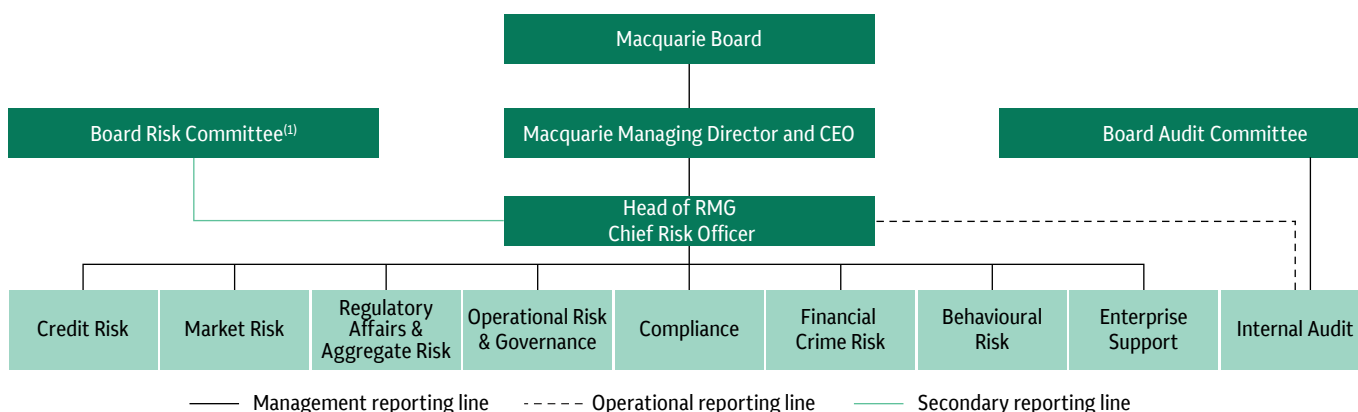 Macquarie Board
Board Risk Committee(1)
Macquarie Managing Director and CEO
Board Audit Committee
Head of RMG
Chief Risk Officer
Credit Risk
Market Risk
Regulatory
Affairs &
Aggregate Risk
Operational Risk
& Governance
Compliance
Financial
Crime Risk
Behavioural
Risk
Enterprise
Support
Internal Audit
Management reporting line
Operational reporting line
Secondary reporting line